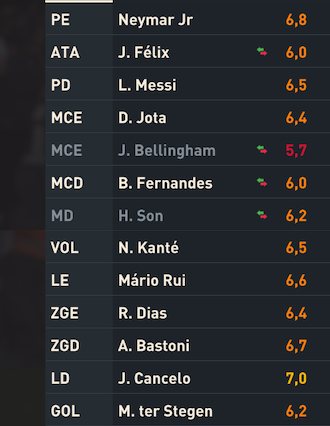 PE Neymar Jr 6,8
ATA J. Félix 6,0
PD L. Messi 6,5
MCE D. Jota 6,4
MCE J. Bellingham 5,7
MCD B. Fernandes 6,0
MD H. Son 6,2
VOL N. Kanté 6,5
LE Mário Rui 6,6
ZGE R. Dias 6,4
ZGD A. Bastoni 6,7
LD J. Cancelo 7,0
GOL M. ter Stegen 6,2